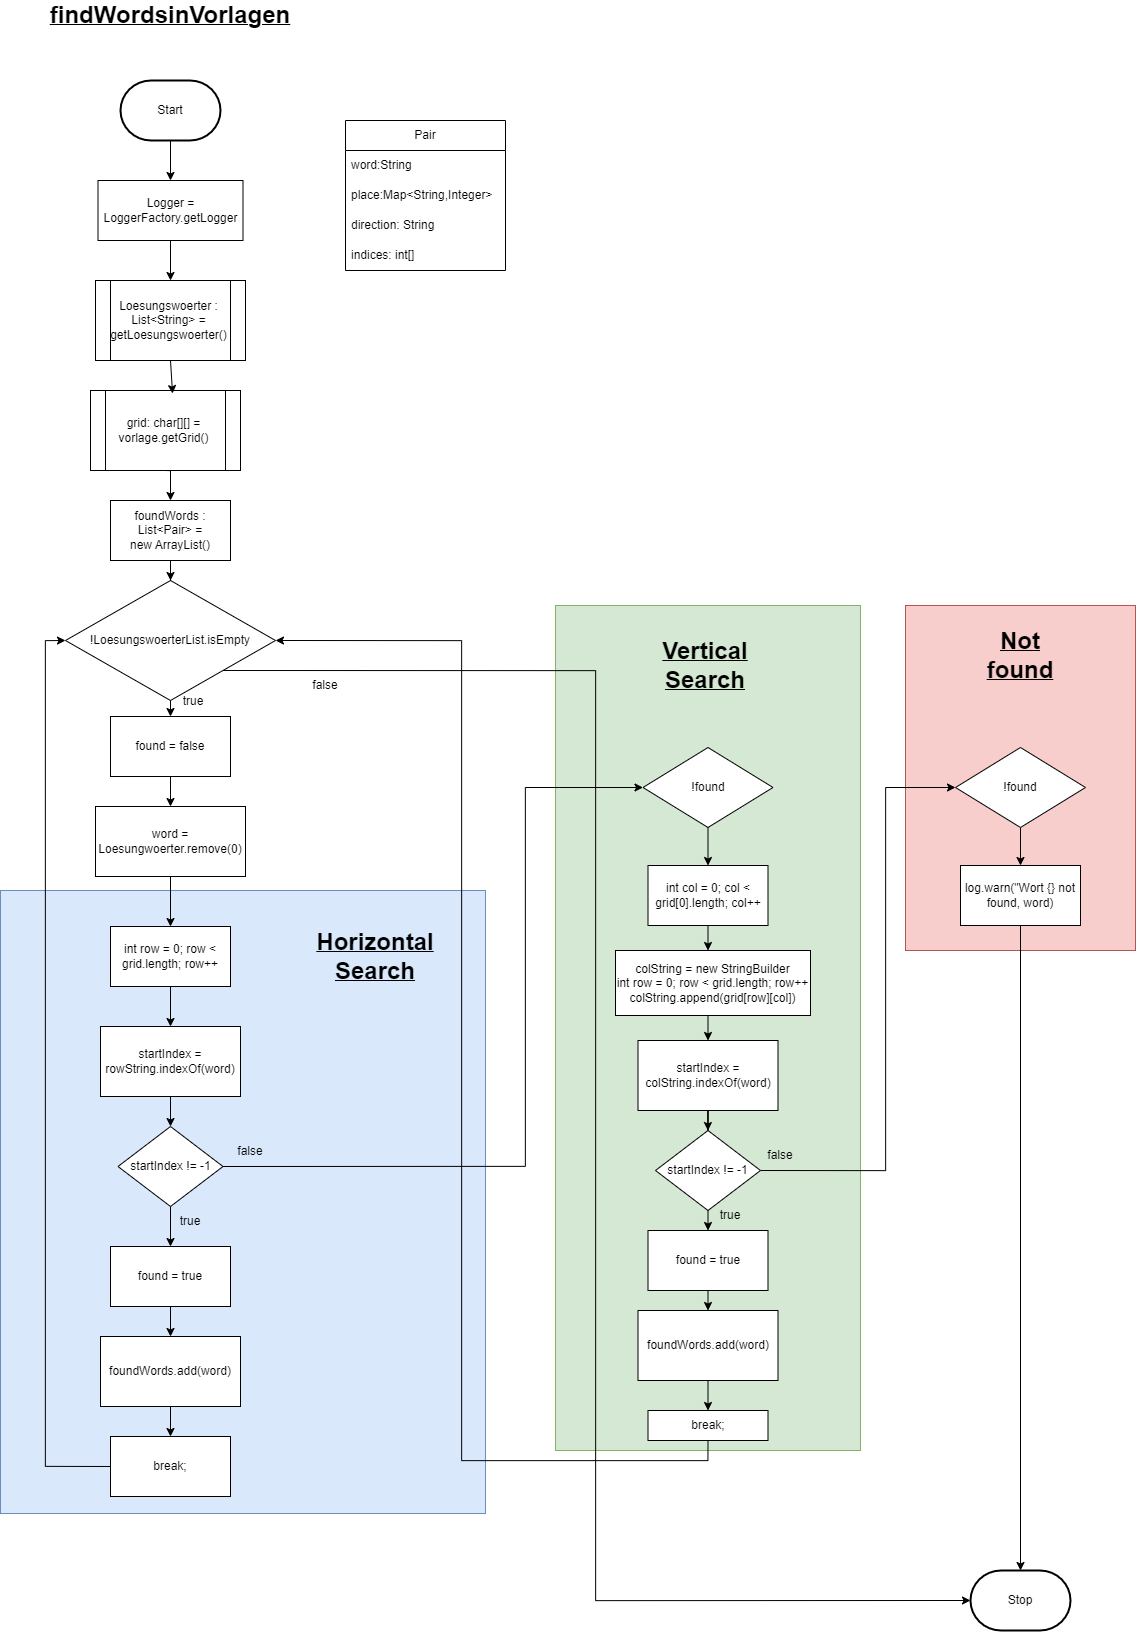 findWordsinVorlagen
Start
Pair
word:String
place:Map<String,Integer>
direction: String
indices: int[]
Logger =
LoggerFactory.getLogger
Loesungswoerter :
List<String> =
getLoesungswoerter()
grid: char[][] =
vorlage.getGrid()
foundWords :
List<Pair> =
new ArrayList()
!LoesungswoerterList.isEmpty
false
true
found = false
word =
Loesungwoerter.remove(0)
Horizontal
Search
int row = 0; row <
grid.length; row++
startIndex =
rowString.indexOf(word)
startIndex != -1
false
true
found = true
foundWords.add(word)
break;
Vertical
Search
!found
int col = 0; col <
grid[0].length; col++
colString = new StringBuilder
int row = 0; row < grid.length; row++
colString.append(grid[row][col])
startIndex =
colString.indexOf(word)
startIndex != -1
false
true
found = true
foundWords.add(word)
break;
Not
found
!found
log.warn("Wort {} not
found, word)
Stop